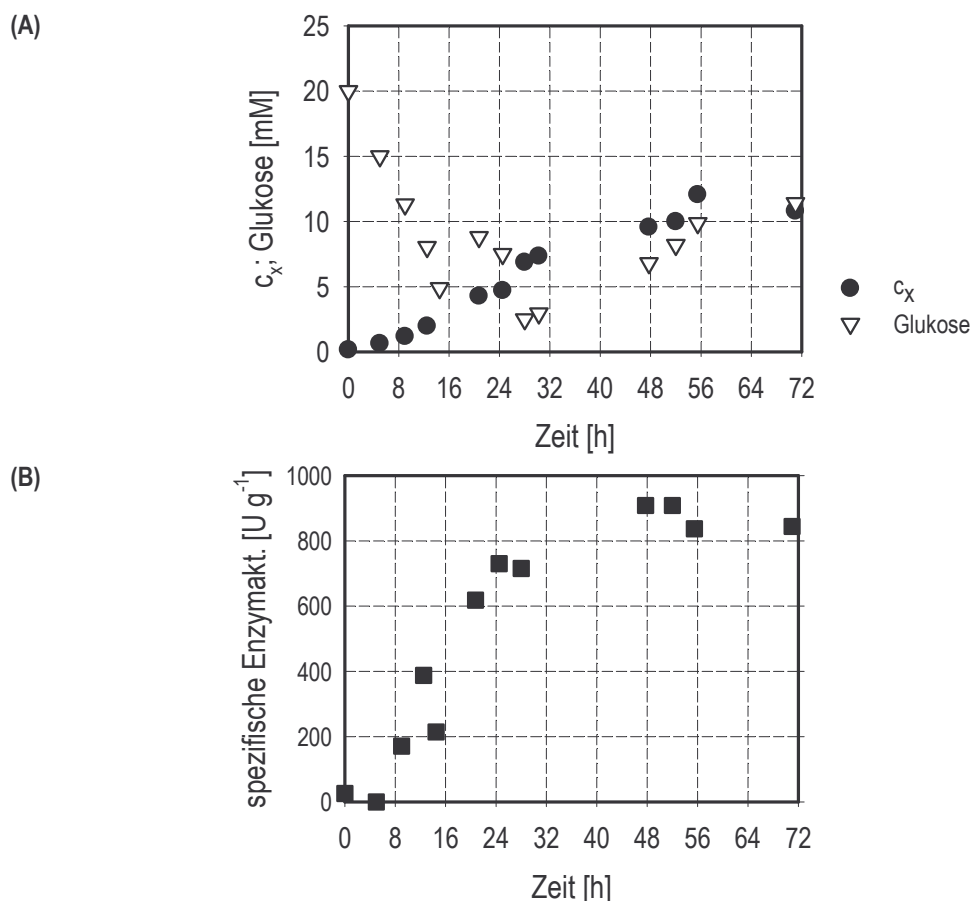 (A)
25
20
15
10
5
0
c_x; Glukose [mM]
0 8 16 24 32 40 48 56 64 72
Zeit [h]
c_x
Glukose
(B)
1000
800
600
400
200
0
spezifische Enzymakt. [U g⁻¹]
0 8 16 24 32 40 48 56 64 72
Zeit [h]